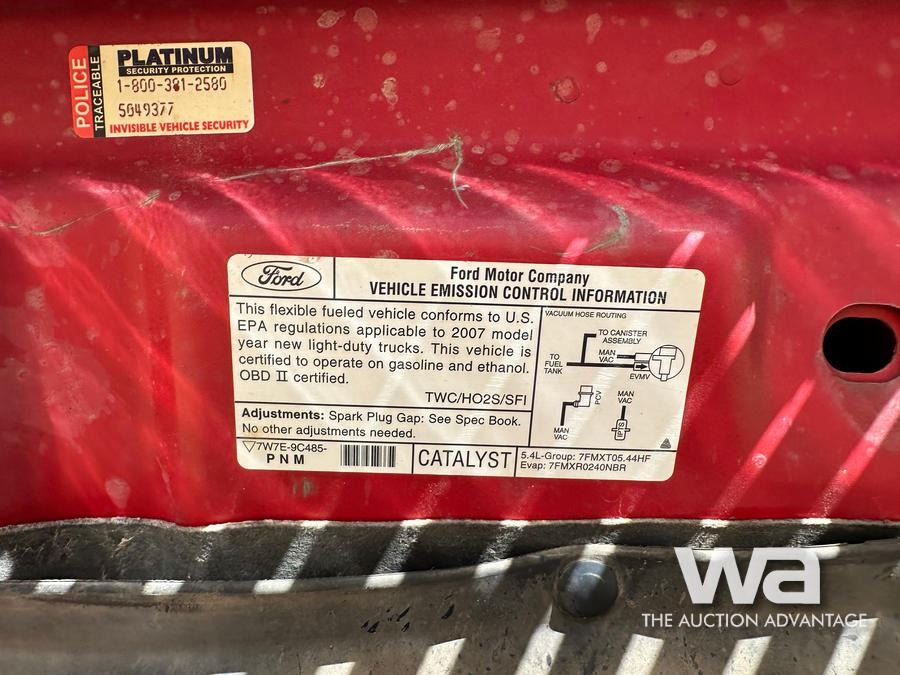 POLICE
TRACEABLE
PLATINUM
SECURITY PROTECTION
1-800-381-2580
5049377
INVISIBLE VEHICLE SECURITY
Ford
Ford Motor Company
VEHICLE EMISSION CONTROL INFORMATION
This flexible fueled vehicle conforms to U.S.
EPA regulations applicable to 2007 model
year new light-duty trucks. This vehicle is
certified to operate on gasoline and ethanol.
OBD II certified.
TWC/HO2S/SFI
Adjustments: Spark Plug Gap: See Spec Book.
No other adjustments needed.
7W7E-9C485-
PNM
CATALYST
VACUUM HOSE ROUTING
TO CANISTER
ASSEMBLY
TO
FUEL
TANK
MAN
VAC
EVMV
PCV
MAN
VAC
MAN
VAC
IPTS
5.4L-Group: 7FMXT05.44HF
Evap: 7FMXR0240NBR
wa
THE AUCTION ADVANTAGE